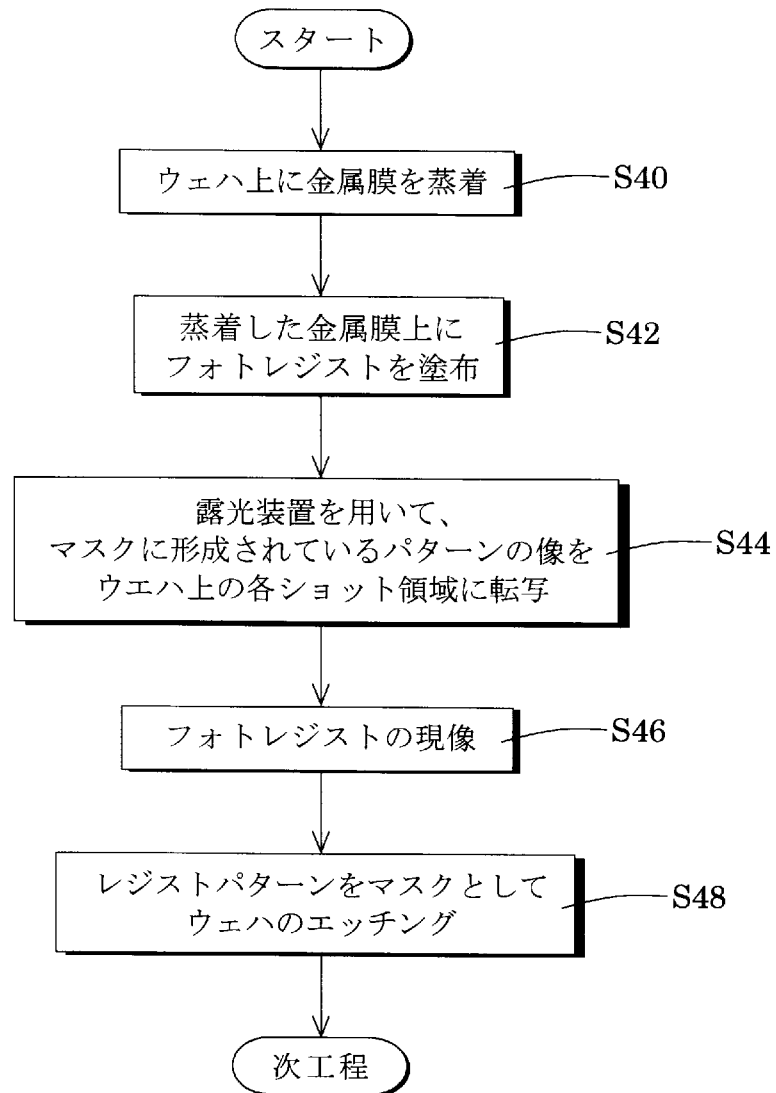 スタート
ウェハ上に金属膜を蒸着
S40
蒸着した金属膜上に
フォトレジストを塗布
S42
露光装置を用いて、
マスクに形成されているパターンの像を
ウエハ上の各ショット領域に転写
S44
フォトレジストの現像
S46
レジストパターンをマスクとして
ウェハのエッチング
S48
次工程